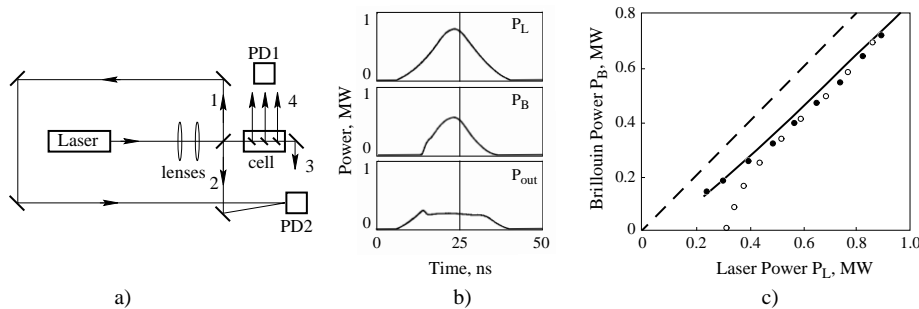 PD1
1
4
Laser
lenses
cell
3
2
PD2
a)
Power, MW
1
0
P_L
1
0
P_B
1
0
P_out
0
25
50
Time, ns
b)
Brillouin Power P_B, MW
0.8
0.6
0.4
0.2
0
0
0.2
0.4
0.6
0.8
1.0
Laser Power P_L, MW
c)